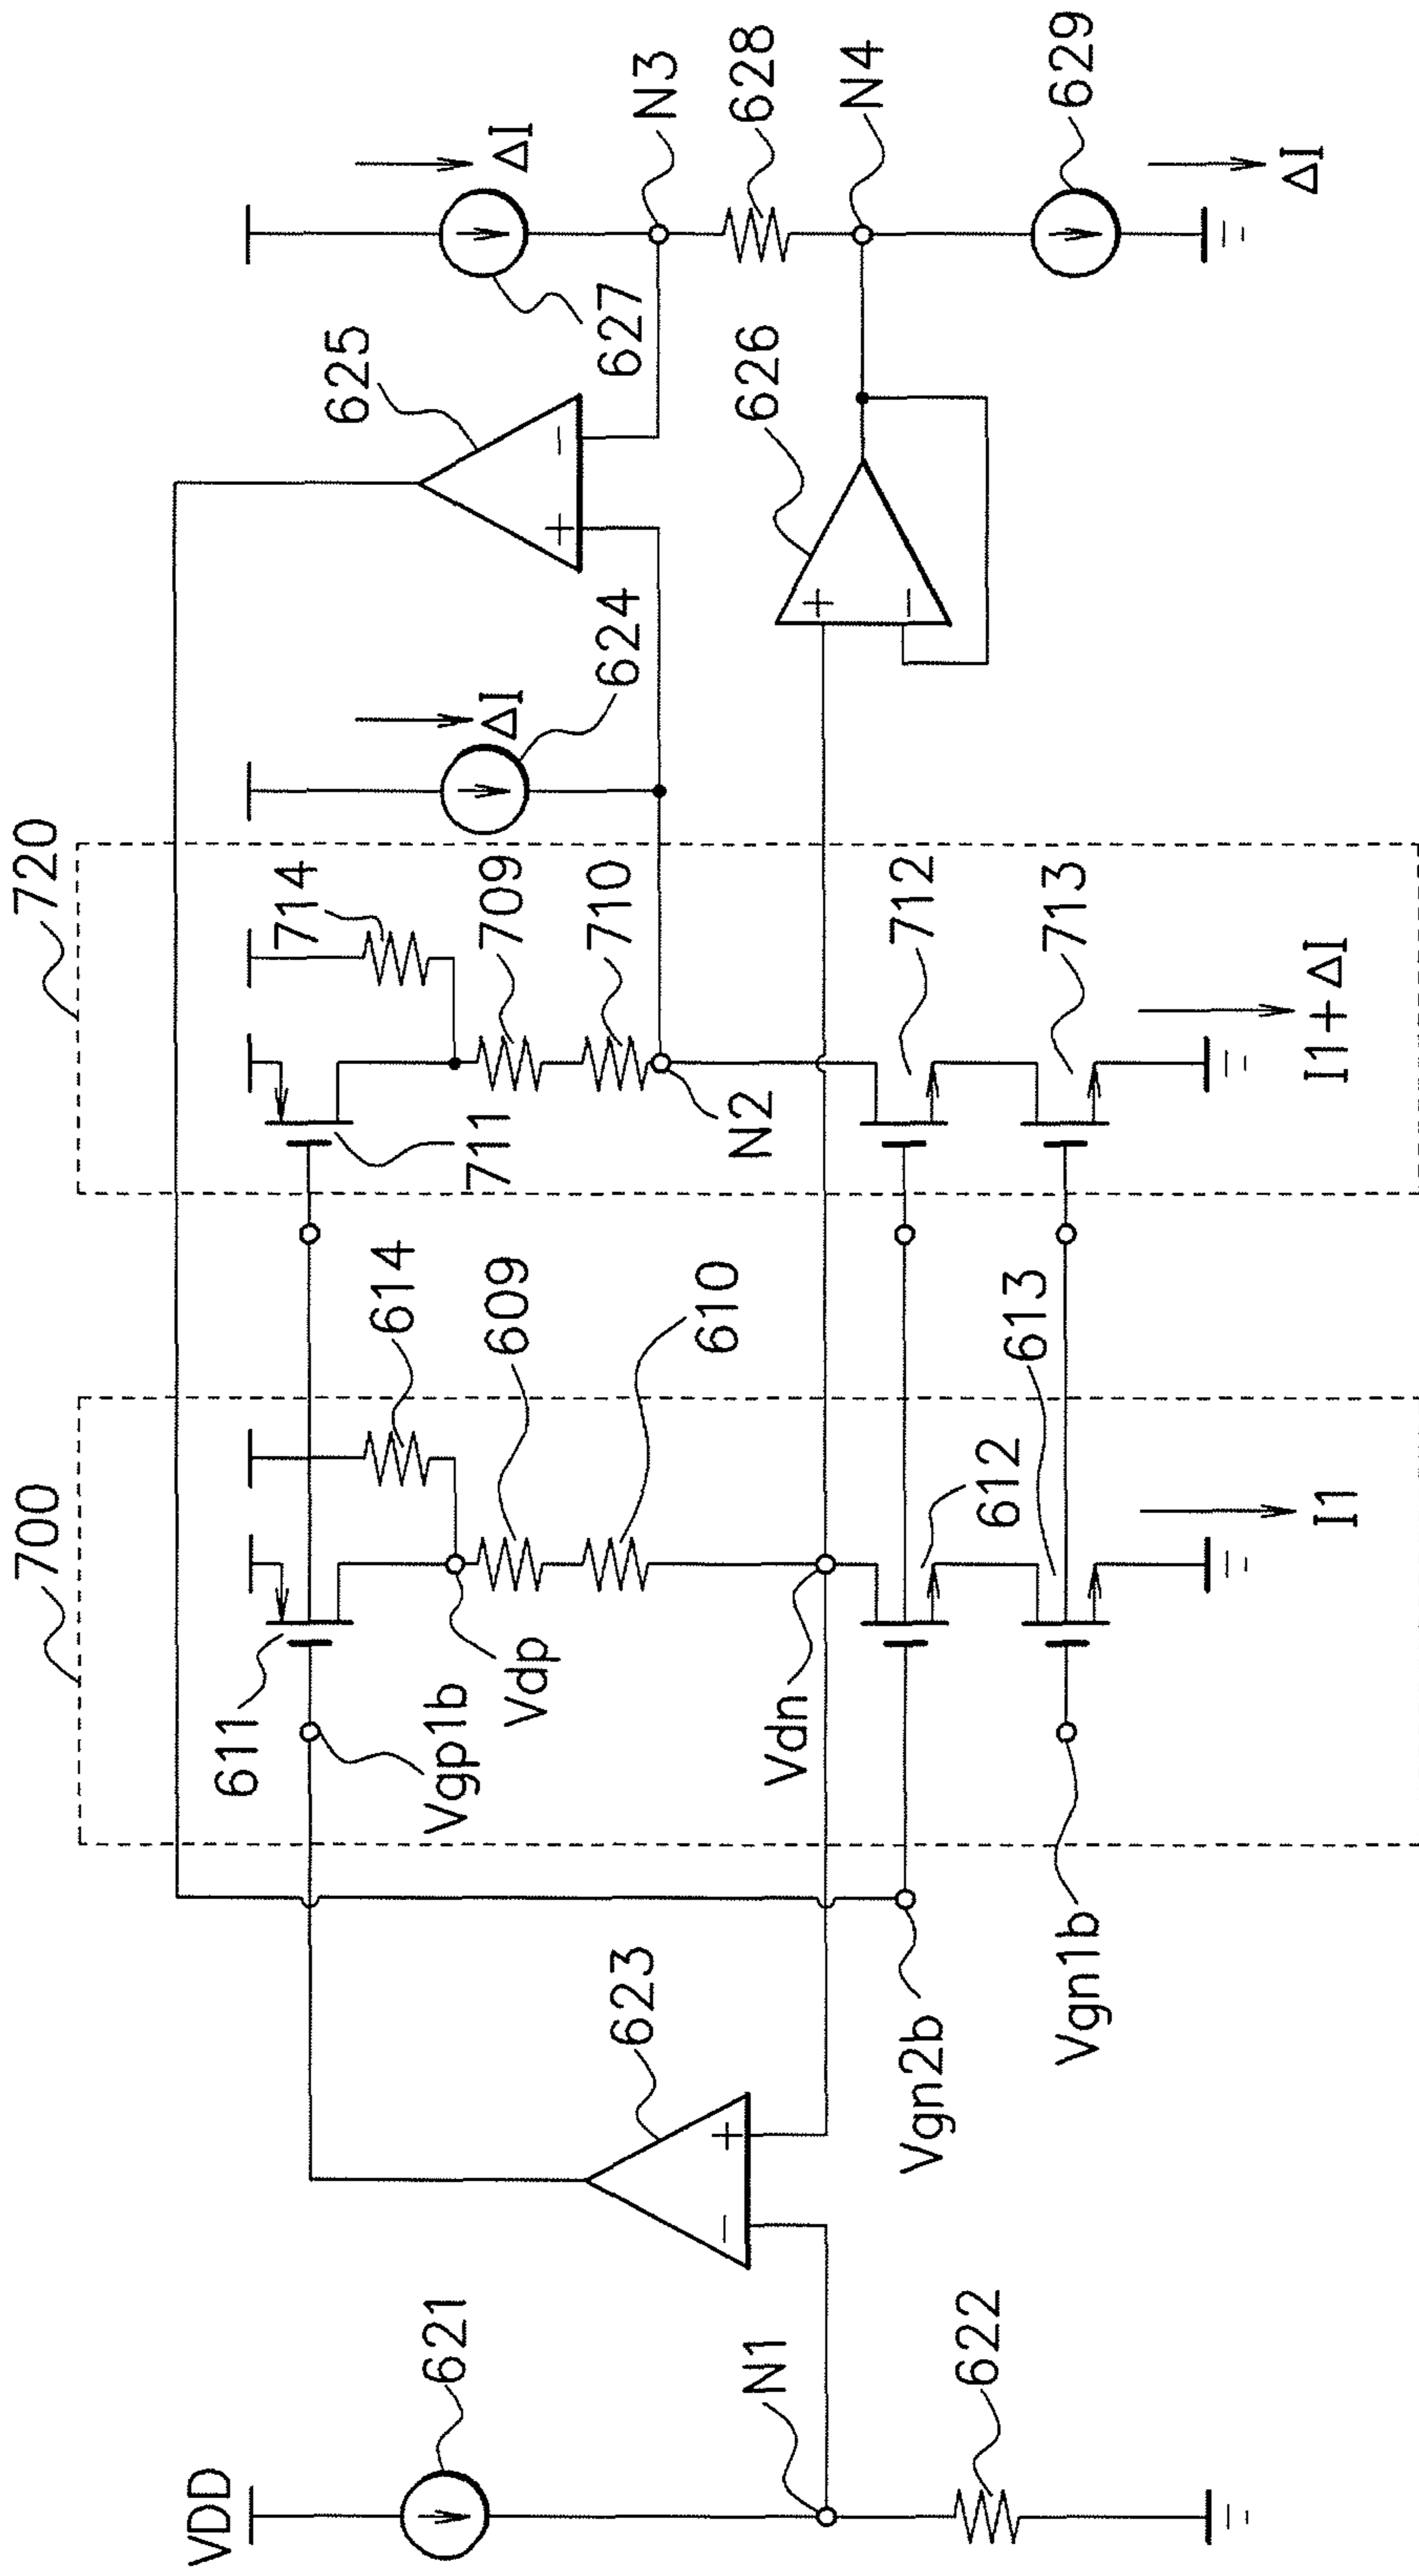 VDD
621
N1
622
623
Vgn2b
Vgn1b
700
611
Vgp1b
Vdp
Vdn
614
609
610
612
613
I1
720
711
714
709
710
N2
712
713
I1+ΔI
ΔI
624
625
+
−
+
−
626
+
−
ΔI
627
N3
628
N4
629
ΔI